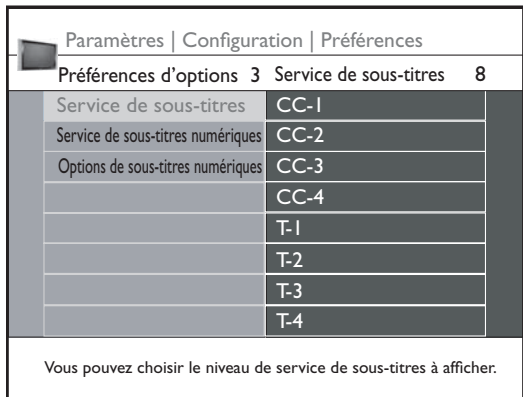 Paramètres | Configuration | Préférences
Préférences d'options 3 Service de sous-titres 8
Service de sous-titres CC-1
Service de sous-titres numériques CC-2
Options de sous-titres numériques CC-3
CC-4
T-1
T-2
T-3
T-4
Vous pouvez choisir le niveau de service de sous-titres à afficher.